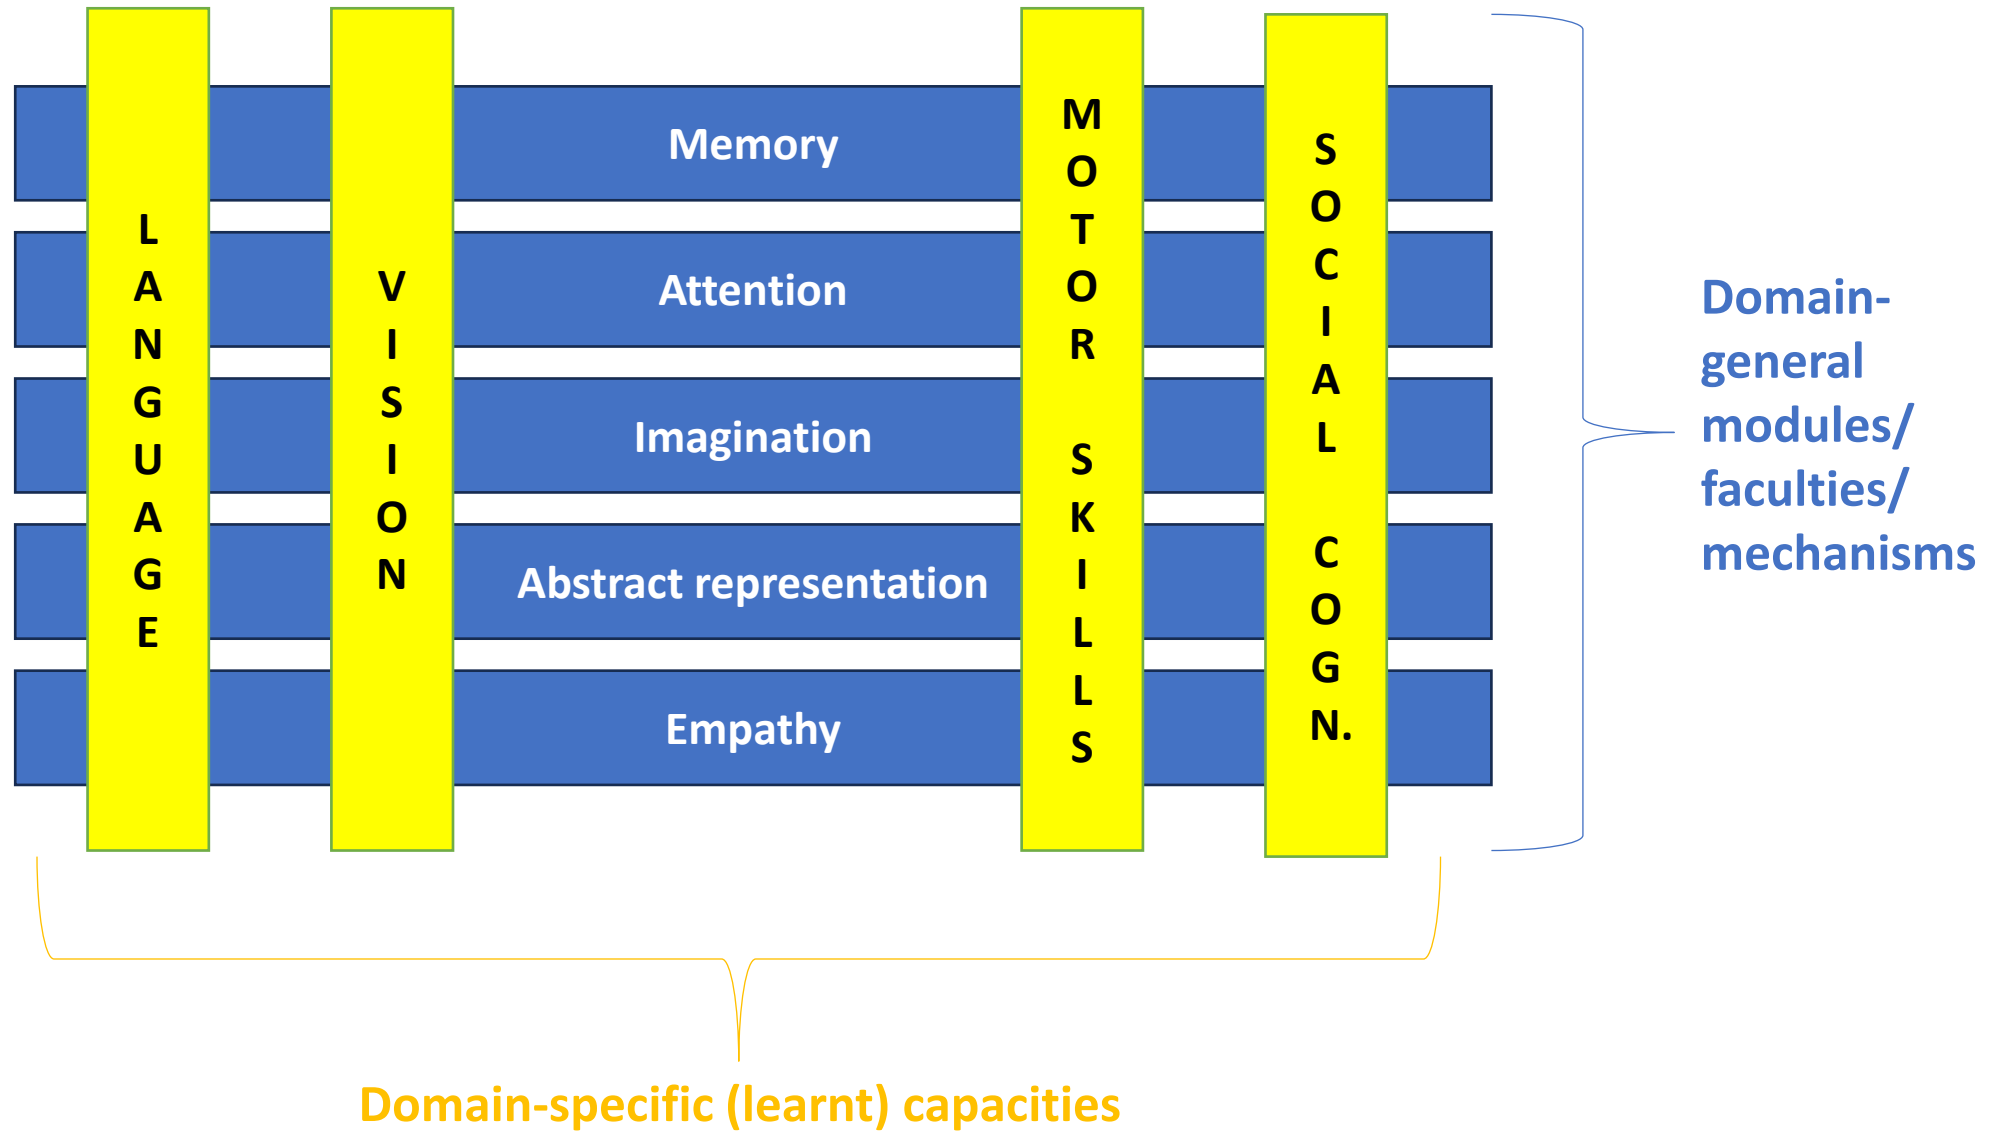 LANGUAGE
VISION
MOTOR SKILLS
SOCIAL COGN.
Memory
Attention
Imagination
Abstract representation
Empathy
Domain-
general
modules/
faculties/
mechanisms
Domain-specific (learnt) capacities